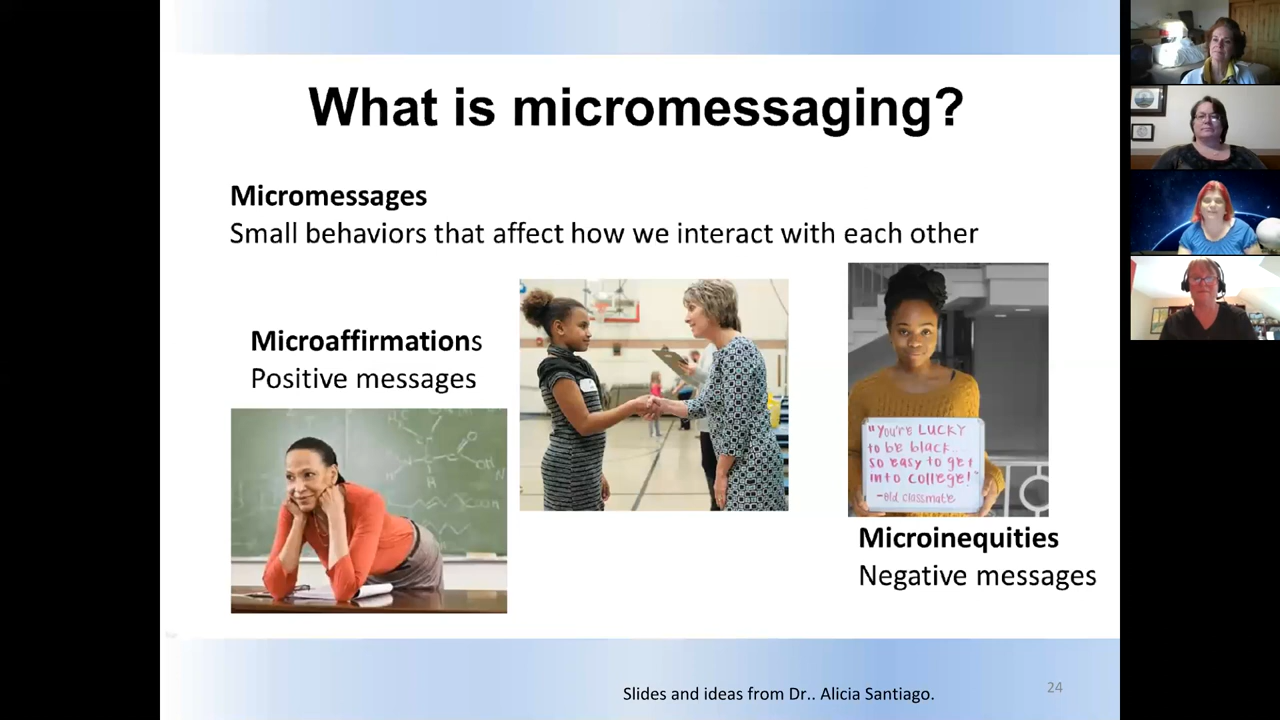 What is micromessaging?
Micromessages
Small behaviors that affect how we interact with each other
Microaffirmations
Positive messages
"You're LUCKY
to be black...
so easy to get
into college!"
-old classmate
Microinequities
Negative messages
Slides and ideas from Dr.. Alicia Santiago.
24